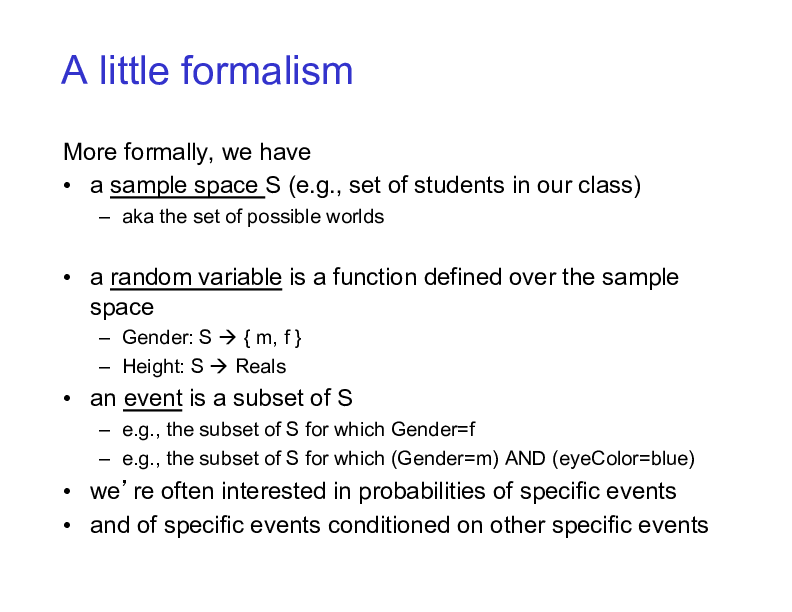 A little formalism
More formally, we have
• a sample space S (e.g., set of students in our class)
– aka the set of possible worlds
• a random variable is a function defined over the sample
space
– Gender: S → { m, f }
– Height: S → Reals
• an event is a subset of S
– e.g., the subset of S for which Gender=f
– e.g., the subset of S for which (Gender=m) AND (eyeColor=blue)
• we’re often interested in probabilities of specific events
• and of specific events conditioned on other specific events